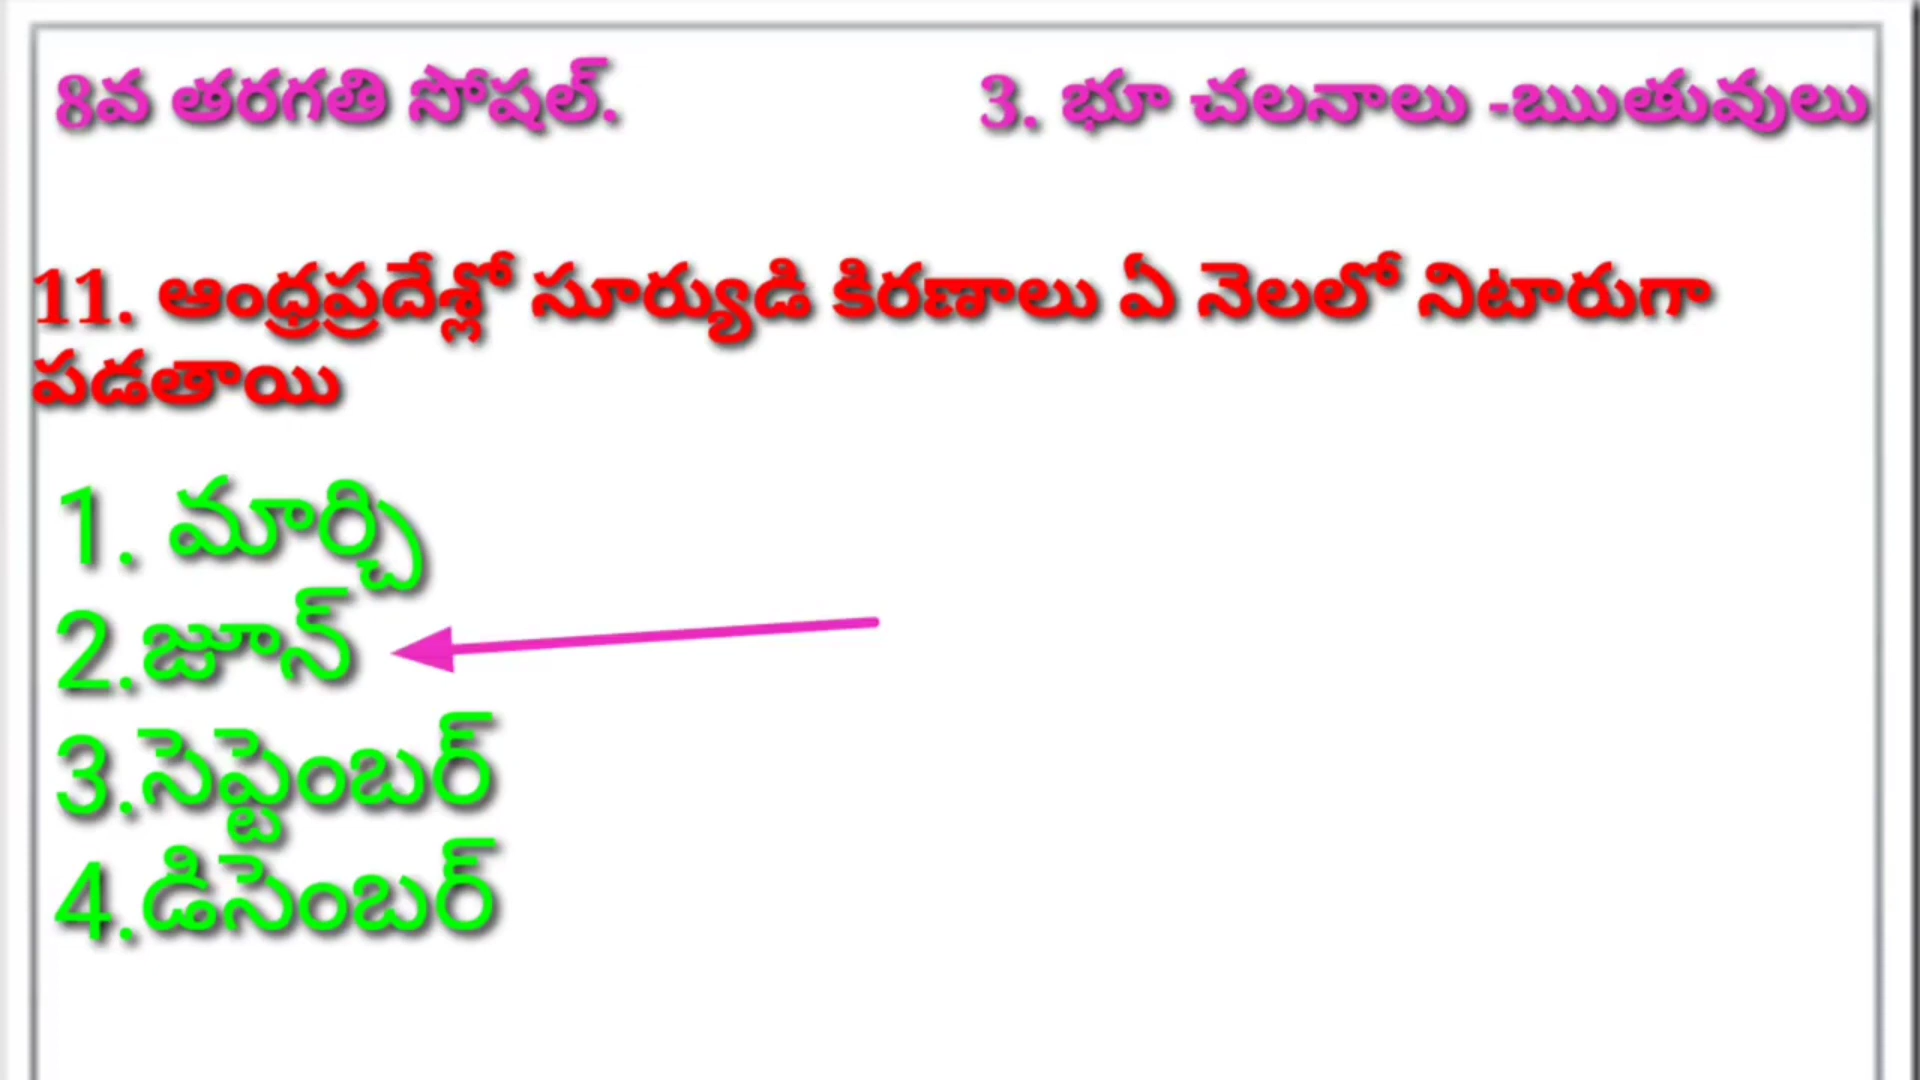 8వ తరగతి సోషల్. 3. భూ చలనాలు -ఋతువులు
11. ఆంధ్రప్రదేశ్లో సూర్యుడి కిరణాలు ఏ నెలలో నిటారుగా
పడతాయి
1. మార్చి
2.జూన్
3.సెప్టెంబర్
4.డిసెంబర్